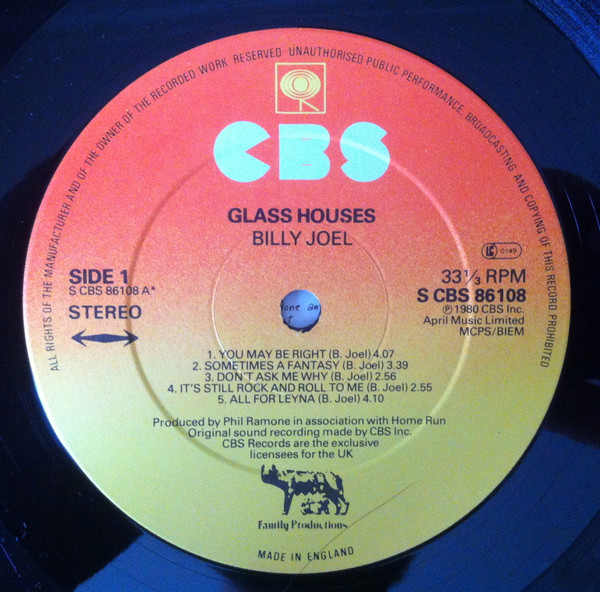 ALL RIGHTS OF THE MANUFACTURER AND OF THE OWNER OF THE RECORDED WORK RESERVED UNAUTHORISED PUBLIC PERFORMANCE, BROADCASTING AND COPYING OF THIS RECORD PROHIBITED
CBS
GLASS HOUSES
BILLY JOEL
LC 0149
SIDE 1
S CBS 86108 A*
STEREO
33⅓ RPM
S CBS 86108
℗ 1980 CBS Inc.
April Music Limited
MCPS/BIEM
one an
1. YOU MAY BE RIGHT (B. Joel) 4.07
2. SOMETIMES A FANTASY (B. Joel) 3.39
3. DON'T ASK ME WHY (B. Joel) 2.56
4. IT'S STILL ROCK AND ROLL TO ME (B. Joel) 2.55
5. ALL FOR LEYNA (B. Joel) 4.10
Produced by Phil Ramone in association with Home Run
Original sound recording made by CBS Inc.
CBS Records are the exclusive
licensees for the UK
Family Productions
MADE IN ENGLAND